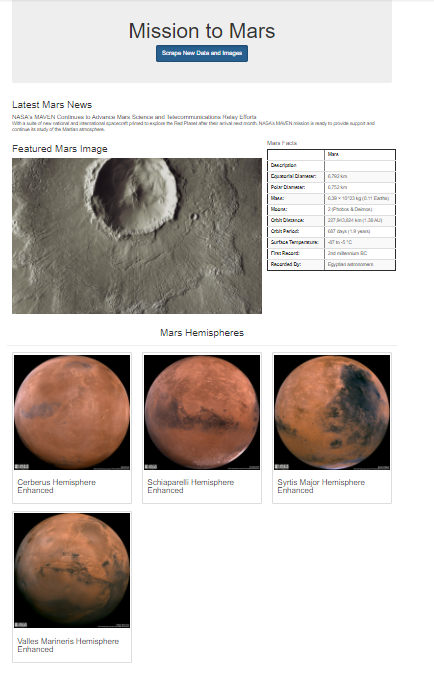 Mission to Mars
Scrape New Data and Images
Latest Mars News
NASA's MAVEN Continues to Advance Mars Science and Telecommunications Relay Efforts
With a suite of new national and international spacecraft primed to explore the Red Planet after their arrival next month, NASA's MAVEN mission is ready to provide support and
continue its study of the Martian atmosphere.
Featured Mars Image
Mars Facts
Mars
Description
Equatorial Diameter: 6,792 km
Polar Diameter: 6,752 km
Mass: 6.39 × 10^23 kg (0.11 Earths)
Moons: 2 (Phobos & Deimos)
Orbit Distance: 227,943,824 km (1.38 AU)
Orbit Period: 687 days (1.9 years)
Surface Temperature: -87 to -5 °C
First Record: 2nd millennium BC
Recorded By: Egyptian astronomers
Mars Hemispheres
Cerberus Hemisphere
Enhanced
Schiaparelli Hemisphere
Enhanced
Syrtis Major Hemisphere
Enhanced
Valles Marineris Hemisphere
Enhanced